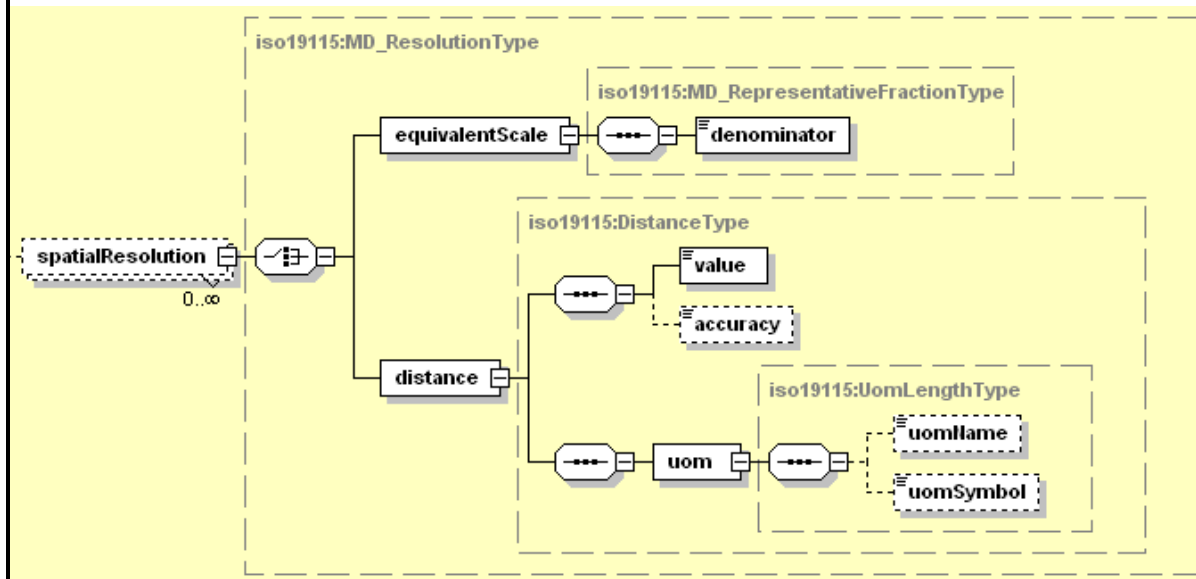 iso19115:MD_ResolutionType
iso19115:MD_RepresentativeFractionType
equivalentScale
denominator
iso19115:DistanceType
spatialResolution
0..∞
value
accuracy
distance
iso19115:UomLengthType
uomName
uom
uomSymbol